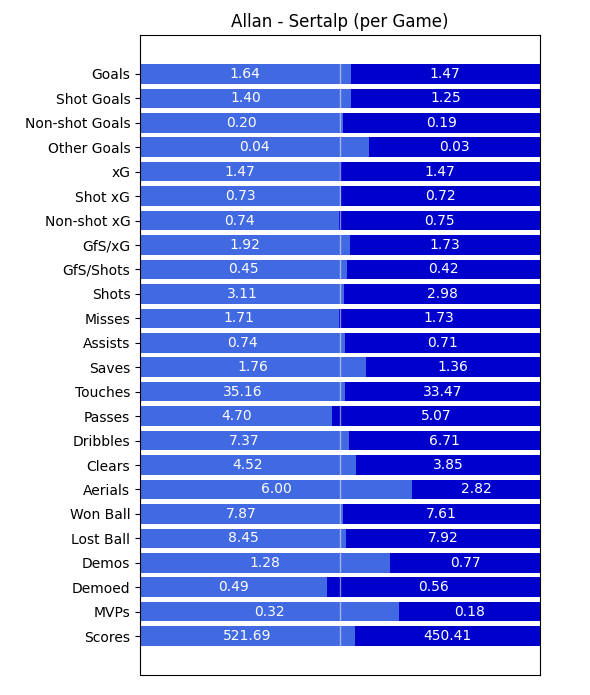 Allan - Sertalp (per Game)
Goals 1.64 1.47
Shot Goals 1.40 1.25
Non-shot Goals 0.20 0.19
Other Goals 0.04 0.03
xG 1.47 1.47
Shot xG 0.73 0.72
Non-shot xG 0.74 0.75
GfS/xG 1.92 1.73
GfS/Shots 0.45 0.42
Shots 3.11 2.98
Misses 1.71 1.73
Assists 0.74 0.71
Saves 1.76 1.36
Touches 35.16 33.47
Passes 4.70 5.07
Dribbles 7.37 6.71
Clears 4.52 3.85
Aerials 6.00 2.82
Won Ball 7.87 7.61
Lost Ball 8.45 7.92
Demos 1.28 0.77
Demoed 0.49 0.56
MVPs 0.32 0.18
Scores 521.69 450.41